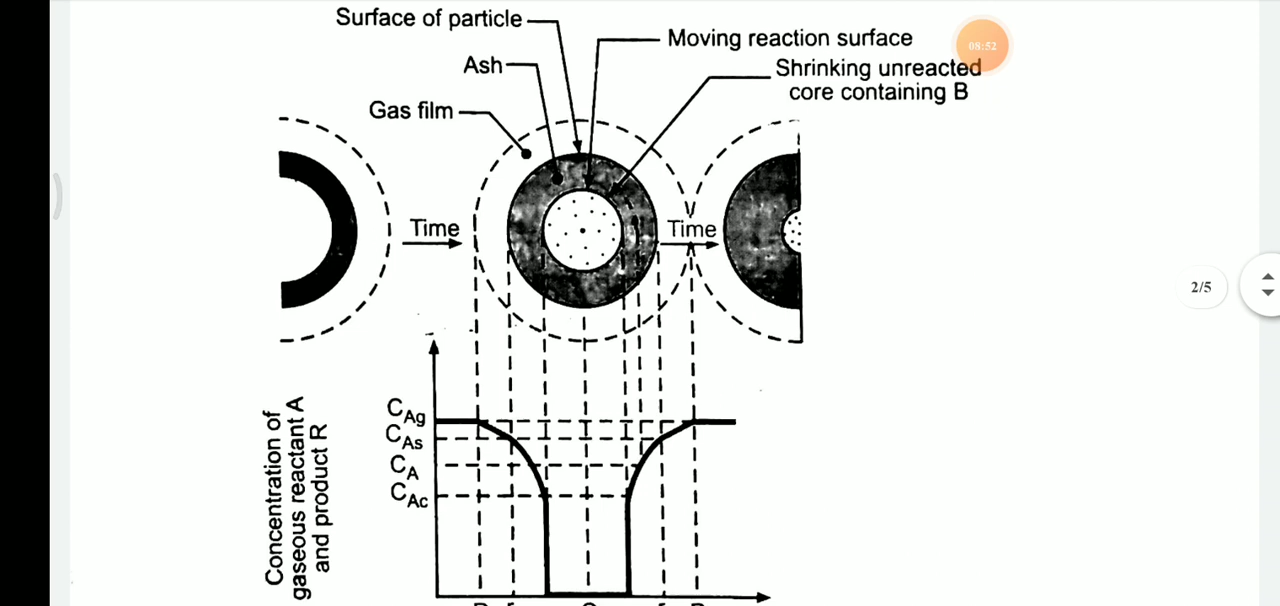 Surface of particle
Moving reaction surface
08:52
Ash
Shrinking unreacted
core containing B
Gas film
Time
Time
2/5
Concentration of
gaseous reactant A
and product R
CAg
CAs
CA
CAc